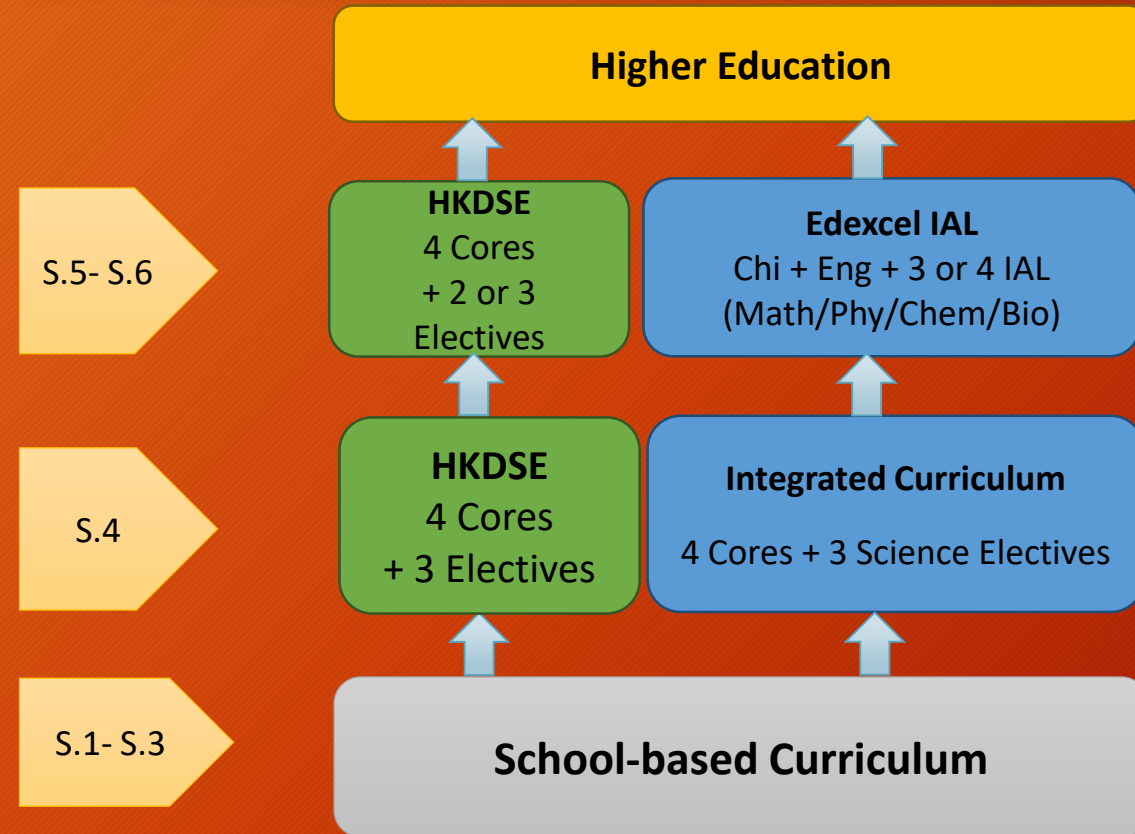 Higher Education
S.5- S.6
HKDSE
4 Cores
+ 2 or 3
Electives
Edexcel IAL
Chi + Eng + 3 or 4 IAL
(Math/Phy/Chem/Bio)
S.4
HKDSE
4 Cores
+ 3 Electives
Integrated Curriculum
4 Cores + 3 Science Electives
S.1- S.3
School-based Curriculum